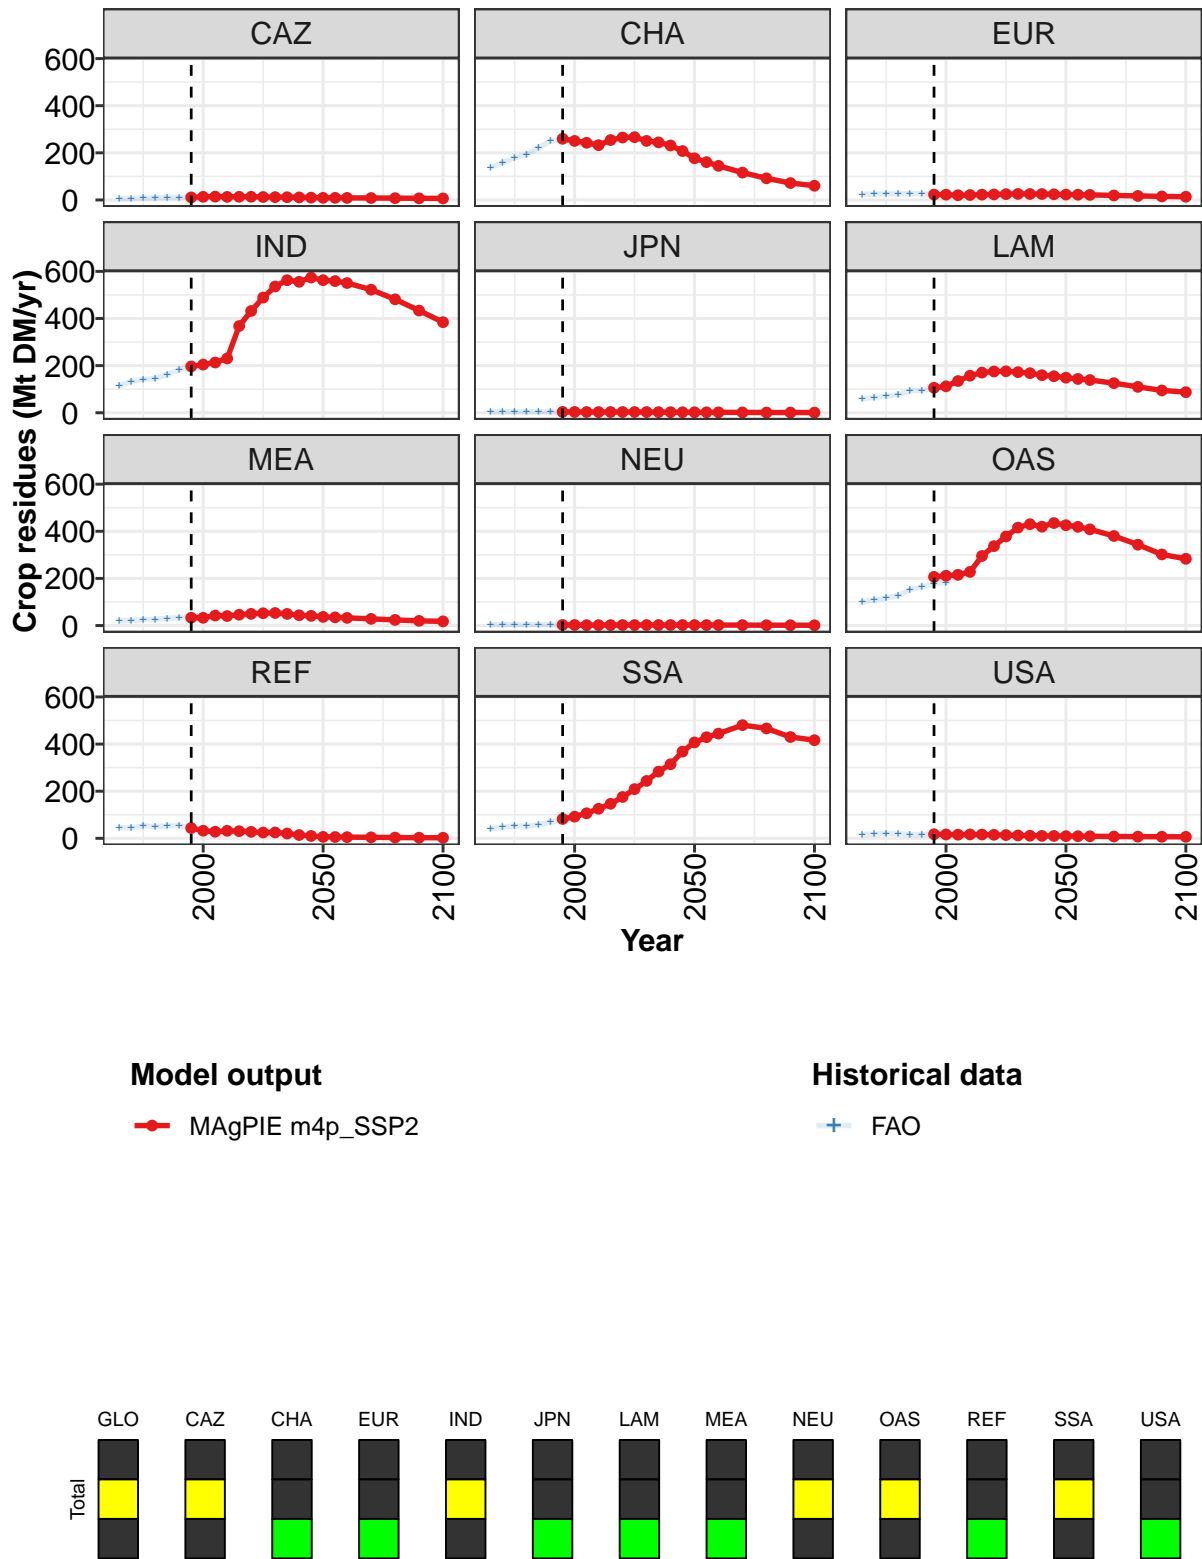 CAZ CHA EUR
600
400
200
0
IND JPN LAM
600
400
200
0
MEA NEU OAS
600
400
200
0
REF SSA USA
600
400
200
0
Crop residues (Mt DM/yr)
2000 2050 2100 2000 2050 2100 2000 2050 2100
Year
Model output Historical data
MAgPIE m4p_SSP2 FAO
GLO CAZ CHA EUR IND JPN LAM MEA NEU OAS REF SSA USA
Total